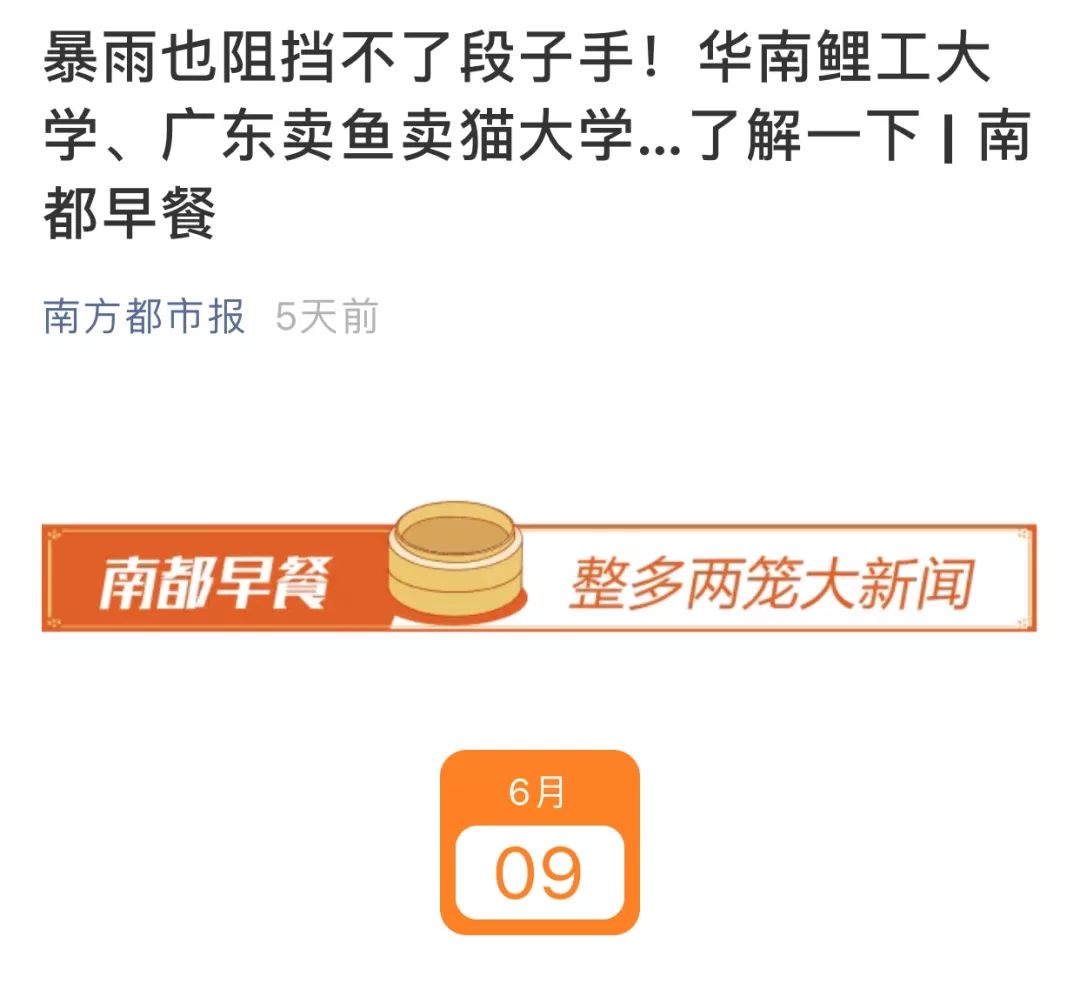 暴雨也阻挡不了段子手！华南鲤工大
学、广东卖鱼卖猫大学...了解一下 | 南
都早餐
南方都市报 5天前
南都早餐 整多两笼大新闻
6月
09